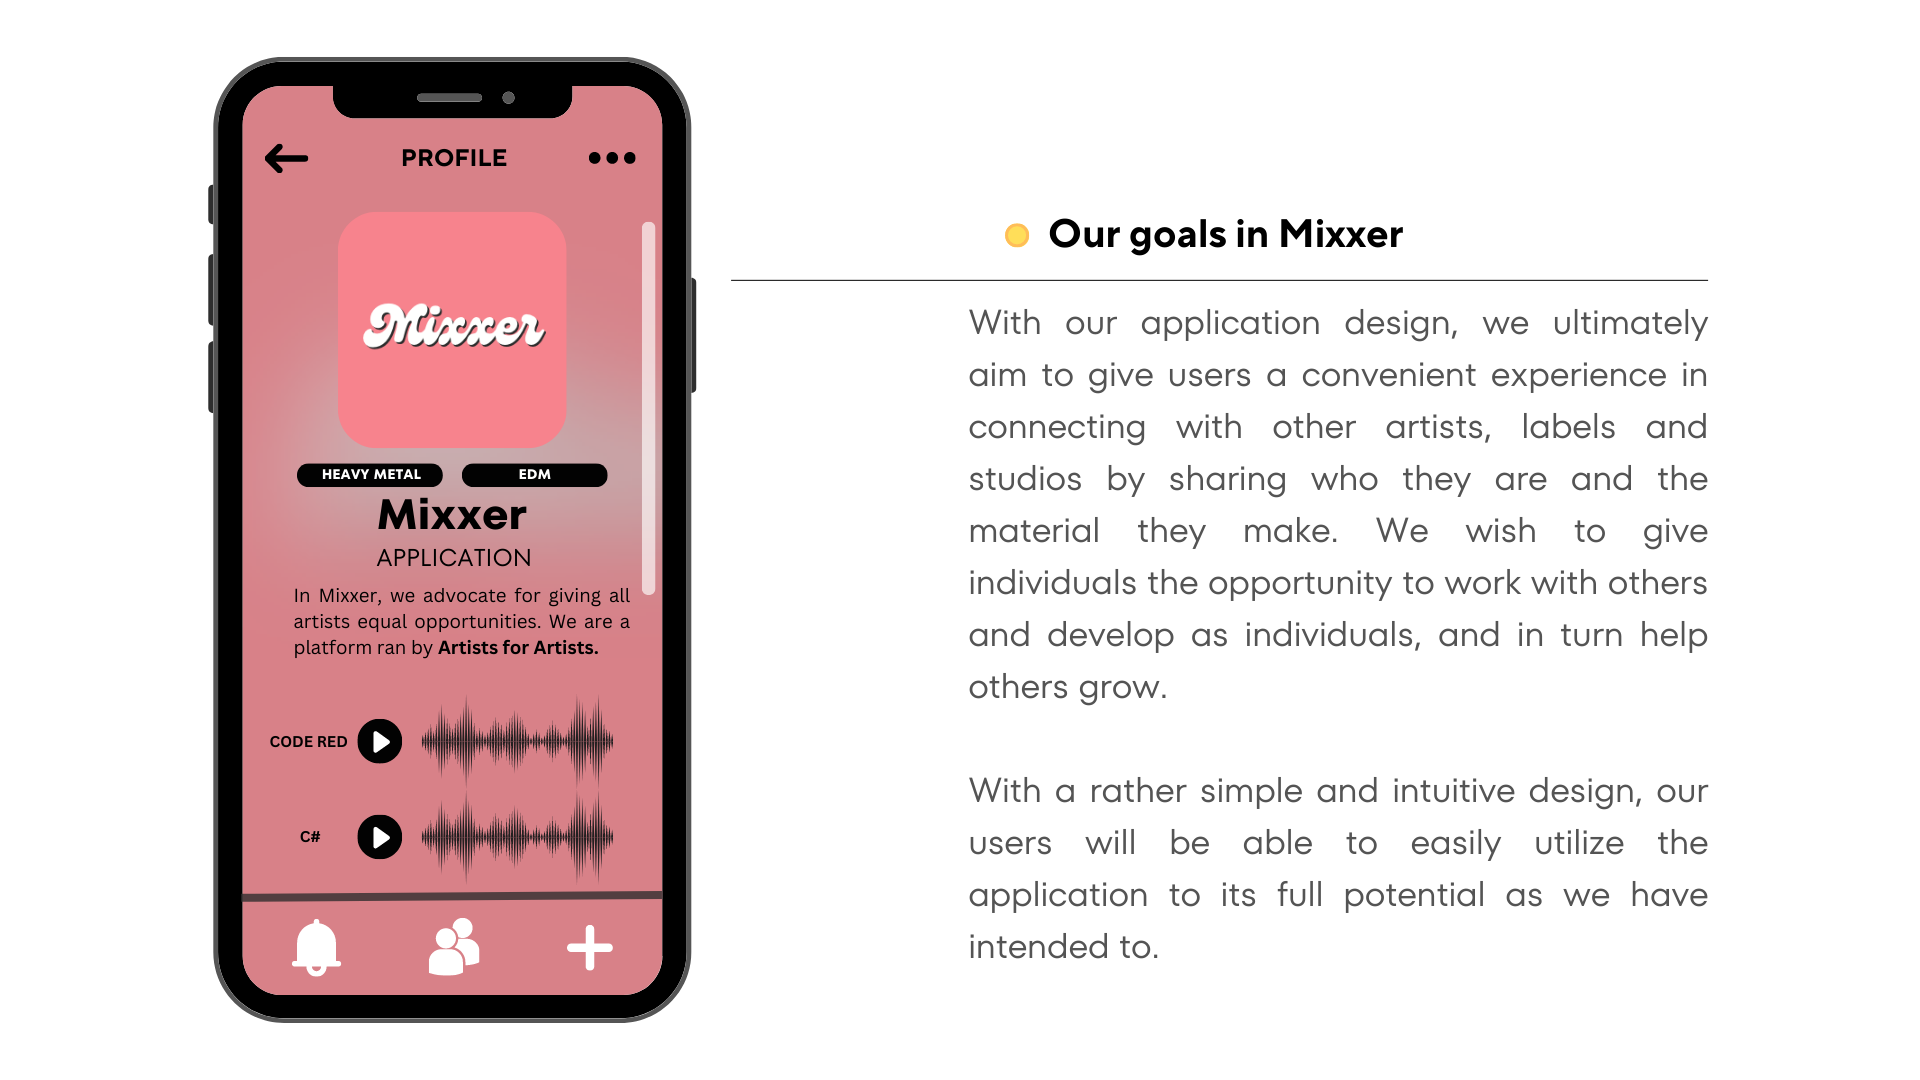 PROFILE
Mixxer
HEAVY METAL
EDM
Mixxer
APPLICATION
In Mixxer, we advocate for giving all
artists equal opportunities. We are a
platform ran by Artists for Artists.
CODE RED
C#
Our goals in Mixxer
With our application design, we ultimately
aim to give users a convenient experience in
connecting with other artists, labels and
studios by sharing who they are and the
material they make. We wish to give
individuals the opportunity to work with others
and develop as individuals, and in turn help
others grow.
With a rather simple and intuitive design, our
users will be able to easily utilize the
application to its full potential as we have
intended to.